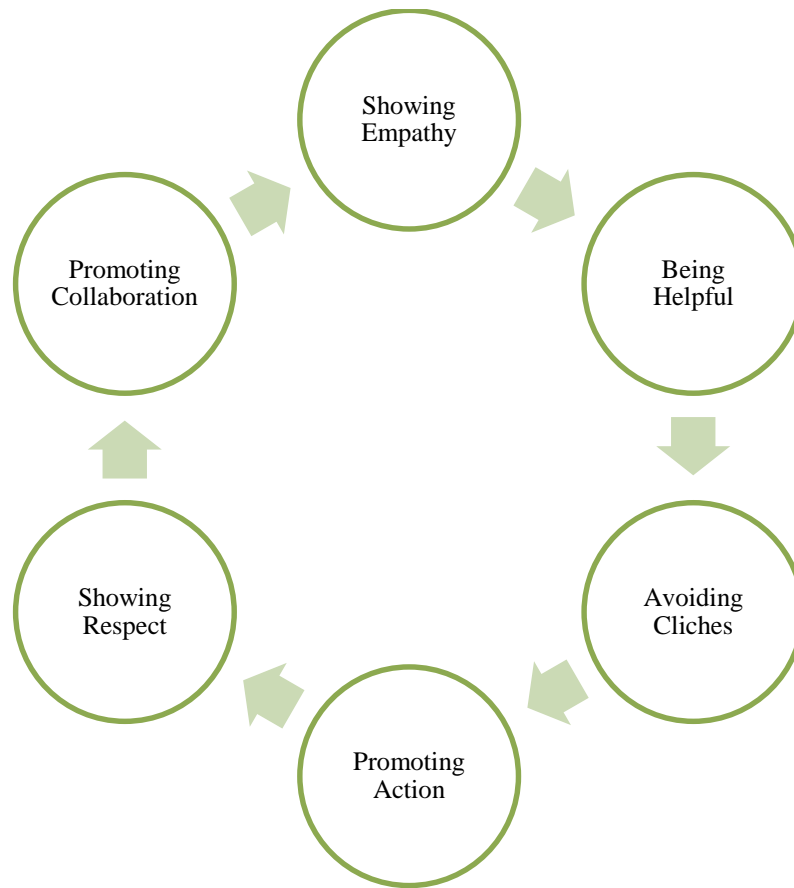 Showing
Empathy
Being
Helpful
Avoiding
Cliches
Promoting
Action
Showing
Respect
Promoting
Collaboration